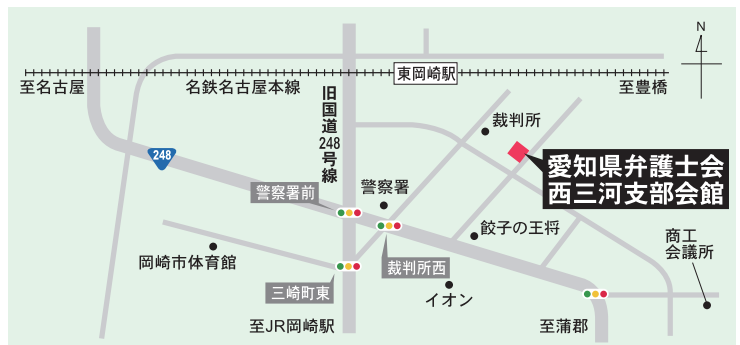 N
東岡崎駅
至名古屋
名鉄名古屋本線
至豊橋
旧国道248号線
裁判所
248
愛知県弁護士会
西三河支部会館
警察署前
警察署
餃子の王将
商工
会議所
岡崎市体育館
裁判所西
三崎町東
イオン
至JR岡崎駅
至蒲郡